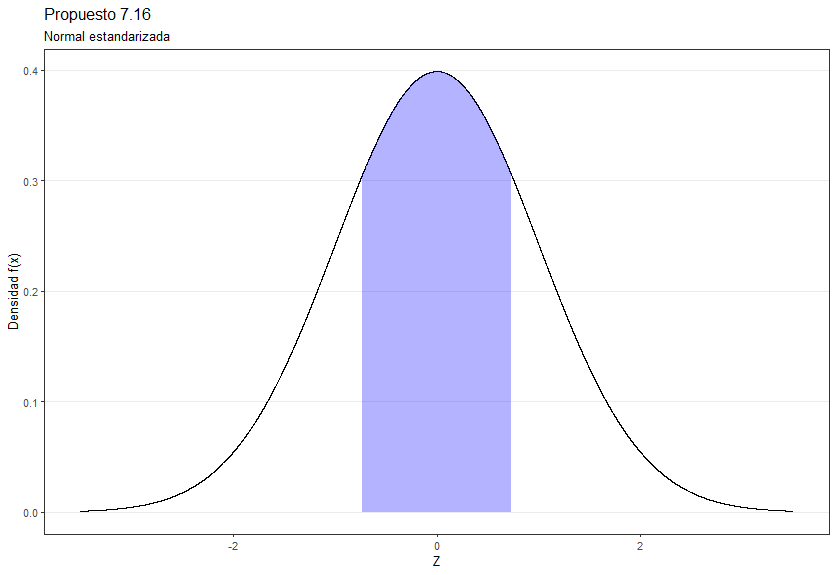 Propuesto 7.16
Normal estandarizada
Densidad f(x)
0.4
0.3
0.2
0.1
0.0
-2
0
2
Z